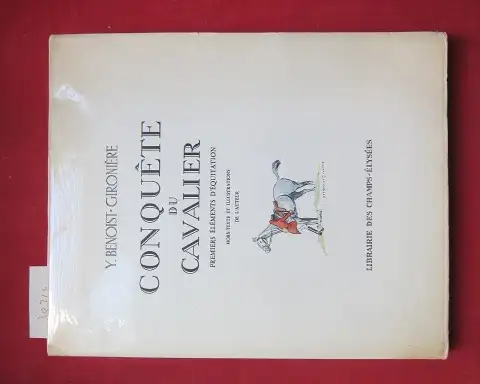 Y. BENOIST-GIRONIÈRE
CONQUÊTE
DU
CAVALIER
PREMIERS ÉLÉMENTS D'ÉQUITATION
HORS-TEXTE ET ILLUSTRATIONS
DE L'AUTEUR
LIBRAIRIE DES CHAMPS-ÉLYSÉES